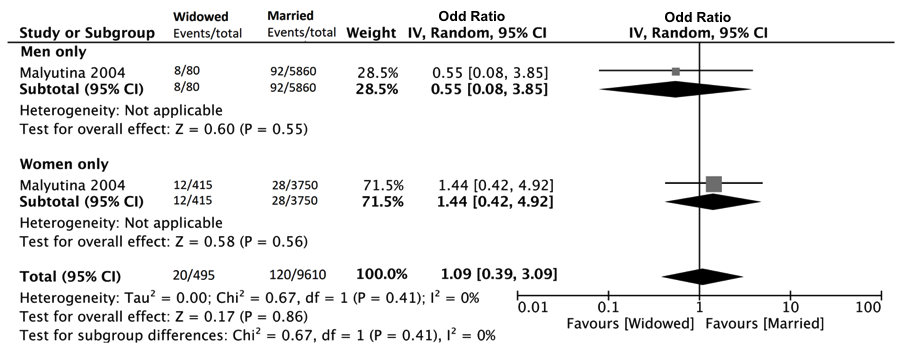 Widowed Married Odd Ratio Odd Ratio
Study or Subgroup Events/total Events/total Weight IV, Random, 95% CI IV, Random, 95% CI
Men only
Malyutina 2004 8/80 92/5860 28.5% 0.55 [0.08, 3.85]
Subtotal (95% CI) 8/80 92/5860 28.5% 0.55 [0.08, 3.85]
Heterogeneity: Not applicable
Test for overall effect: Z = 0.60 (P = 0.55)
Women only
Malyutina 2004 12/415 28/3750 71.5% 1.44 [0.42, 4.92]
Subtotal (95% CI) 12/415 28/3750 71.5% 1.44 [0.42, 4.92]
Heterogeneity: Not applicable
Test for overall effect: Z = 0.58 (P = 0.56)
Total (95% CI) 20/495 120/9610 100.0% 1.09 [0.39, 3.09]
Heterogeneity: Tau² = 0.00; Chi² = 0.67, df = 1 (P = 0.41); I² = 0%
Test for overall effect: Z = 0.17 (P = 0.86)
Test for subgroup differences: Chi² = 0.67, df = 1 (P = 0.41), I² = 0%
0.01 0.1 1 10 100
Favours [Widowed] Favours [Married]